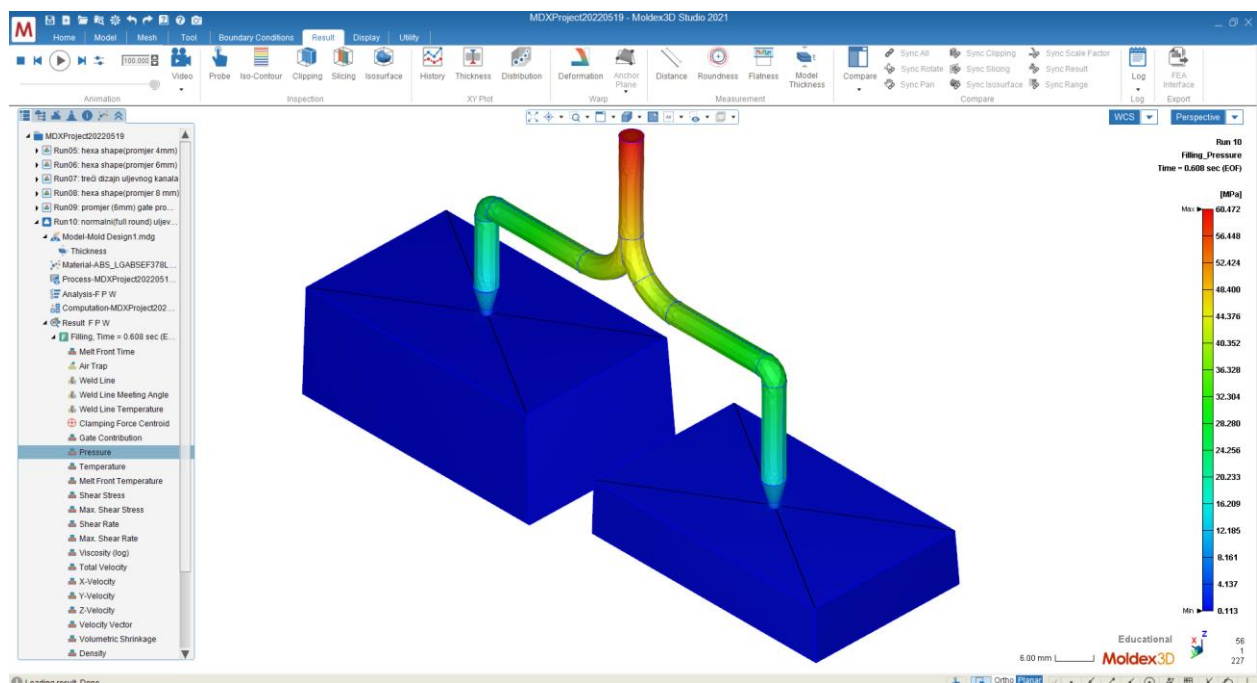 MDXProject20220519 - Moldex3D Studio 2021
Home Model Mesh Tool Boundary Conditions Result Display Utility
100.000
Video
Animation
Probe Iso-Contour Clipping Slicing Isosurface
Inspection
History Thickness Distribution
XY Plot
Deformation Anchor Plane
Warp
Distance Roundness Flatness Model Thickness
Measurement
Compare
Sync All Sync Clipping Sync Scale Factor
Sync Rotate Sync Slicing Sync Result
Sync Pan Sync Isosurface Sync Range
Compare
Log
Log
FEA Interface
Export
WCS Perspective
MDXProject20220519
Run05: hexa shape(promjer 4mm)
Run06: hexa shape(promjer 6mm)
Run07: treći dizajn uljevnog kanala
Run08: hexa shape(promjer 8 mm)
Run09: promjer (6mm) gate pro...
Run10: normalni(full round) uljev...
Model-Mold Design1.mdg
Thickness
Material-ABS_LGABSEF378L...
Process-MDXProject2022051...
Analysis-F P W
Computation-MDXProject202...
Result F P W
Filling, Time = 0.608 sec (E...
Melt Front Time
Air Trap
Weld Line
Weld Line Meeting Angle
Weld Line Temperature
Clamping Force Centroid
Gate Contribution
Pressure
Temperature
Melt Front Temperature
Shear Stress
Max. Shear Stress
Shear Rate
Max. Shear Rate
Viscosity (log)
Total Velocity
X-Velocity
Y-Velocity
Z-Velocity
Velocity Vector
Volumetric Shrinkage
Density
Run 10
Filling_Pressure
Time = 0.608 sec (EOF)
[MPa]
Max 60.472
56.448
52.424
48.400
44.376
40.352
36.328
32.304
28.280
24.256
20.233
16.209
12.185
8.161
4.137
Min 0.113
Educational
6.00 mm
Moldex3D
X Z
56
1
227
Loading result Done
Ortho Planar